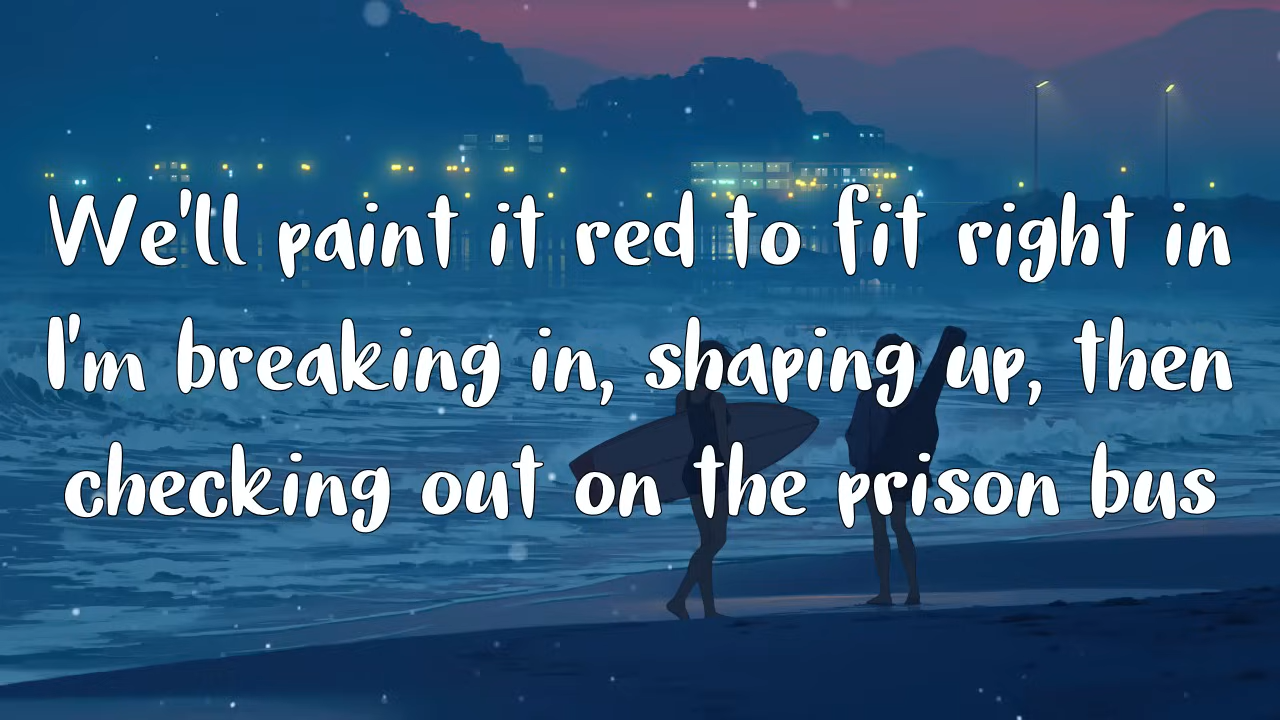 We'll paint it red to fit right in
I'm breaking in, shaping up, then
checking out on the prison bus